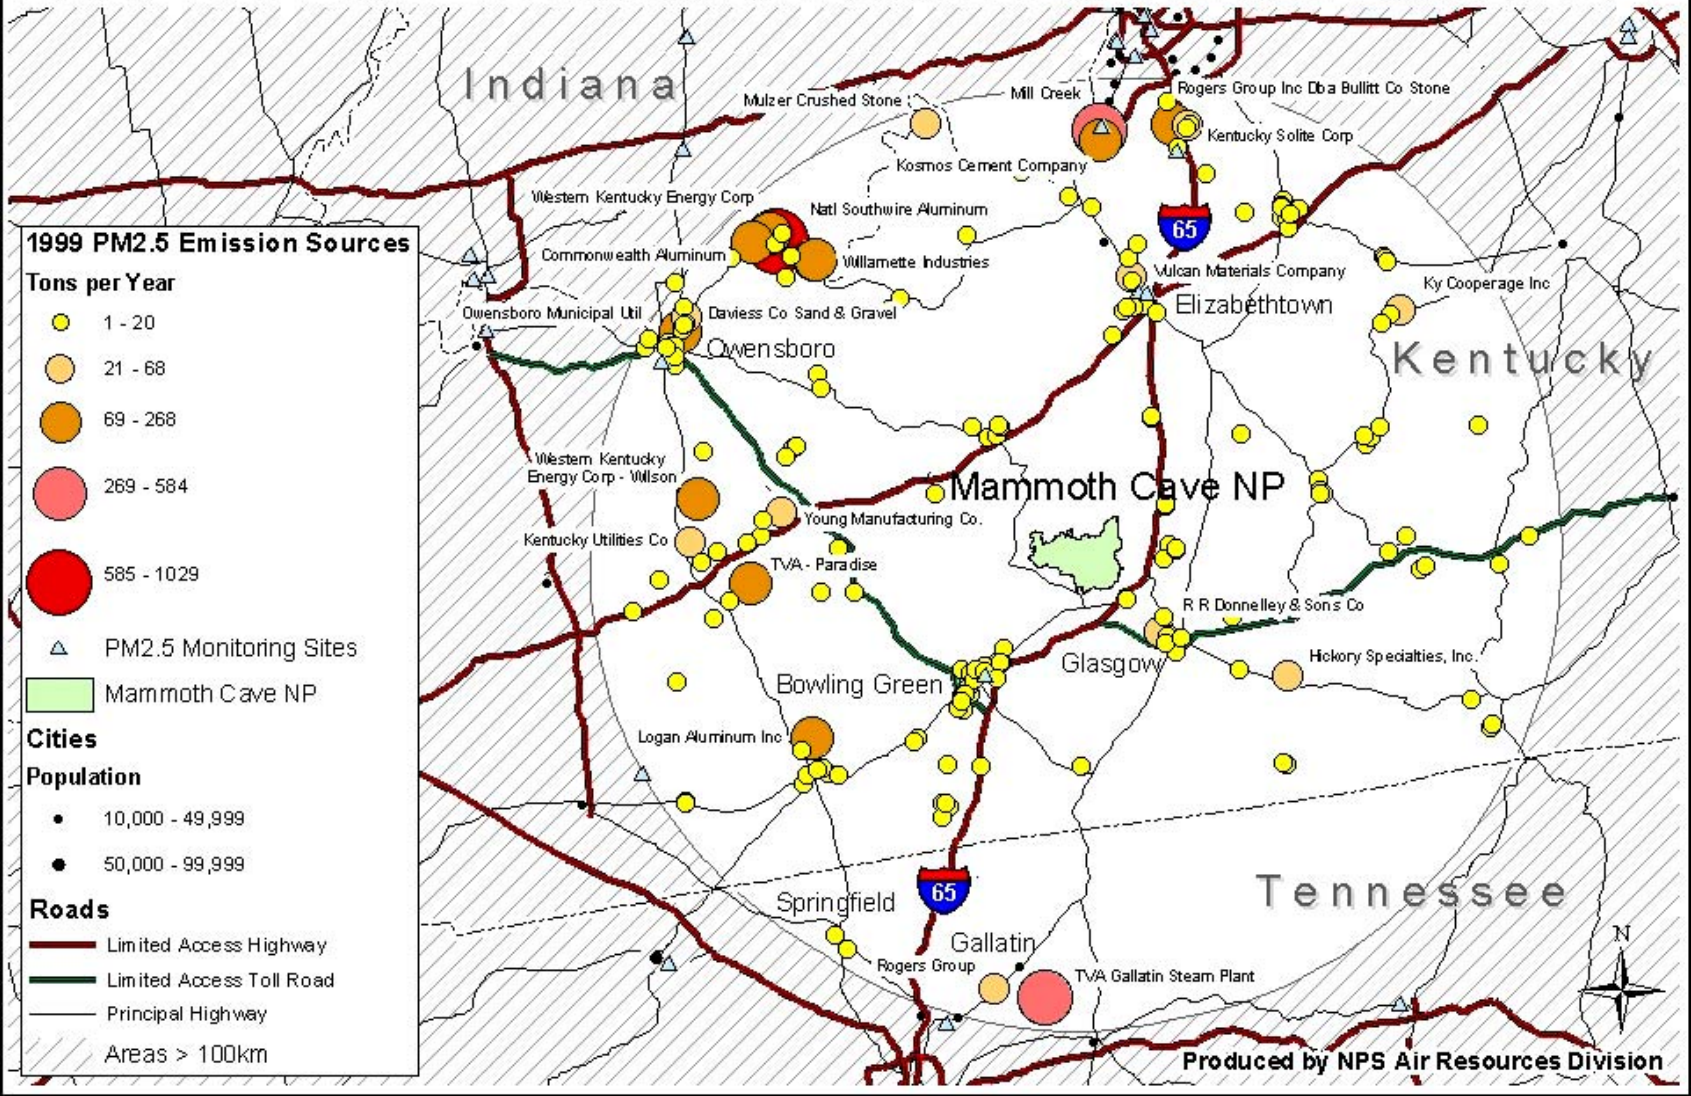 Indiana
Mulzer Crushed Stone
Mill Creek
Rogers Group Inc Dba Bullitt Co Stone
Kentucky Solite Corp
Kosmos Cement Company
Western Kentucky Energy Corp
Natl Southwire Aluminum
65
Commonwealth Aluminum
Willamette Industries
Vulcan Materials Company
Ky Cooperage Inc
Elizabethtown
Owensboro Municipal Util
Daviess Co Sand & Gravel
Owensboro
Kentucky
Western Kentucky
Energy Corp - Wilson
Mammoth Cave NP
Young Manufacturing Co.
Kentucky Utilities Co
TVA - Paradise
R R Donnelley & Sons Co
Glasgow
Hickory Specialties, Inc.
Bowling Green
Logan Aluminum Inc
65
Springfield
Tennessee
Gallatin
Rogers Group
TVA Gallatin Steam Plant
N
Produced by NPS Air Resources Division
1999 PM2.5 Emission Sources
Tons per Year
1 - 20
21 - 68
69 - 268
269 - 584
585 - 1029
PM2.5 Monitoring Sites
Mammoth Cave NP
Cities
Population
10,000 - 49,999
50,000 - 99,999
Roads
Limited Access Highway
Limited Access Toll Road
Principal Highway
Areas > 100km